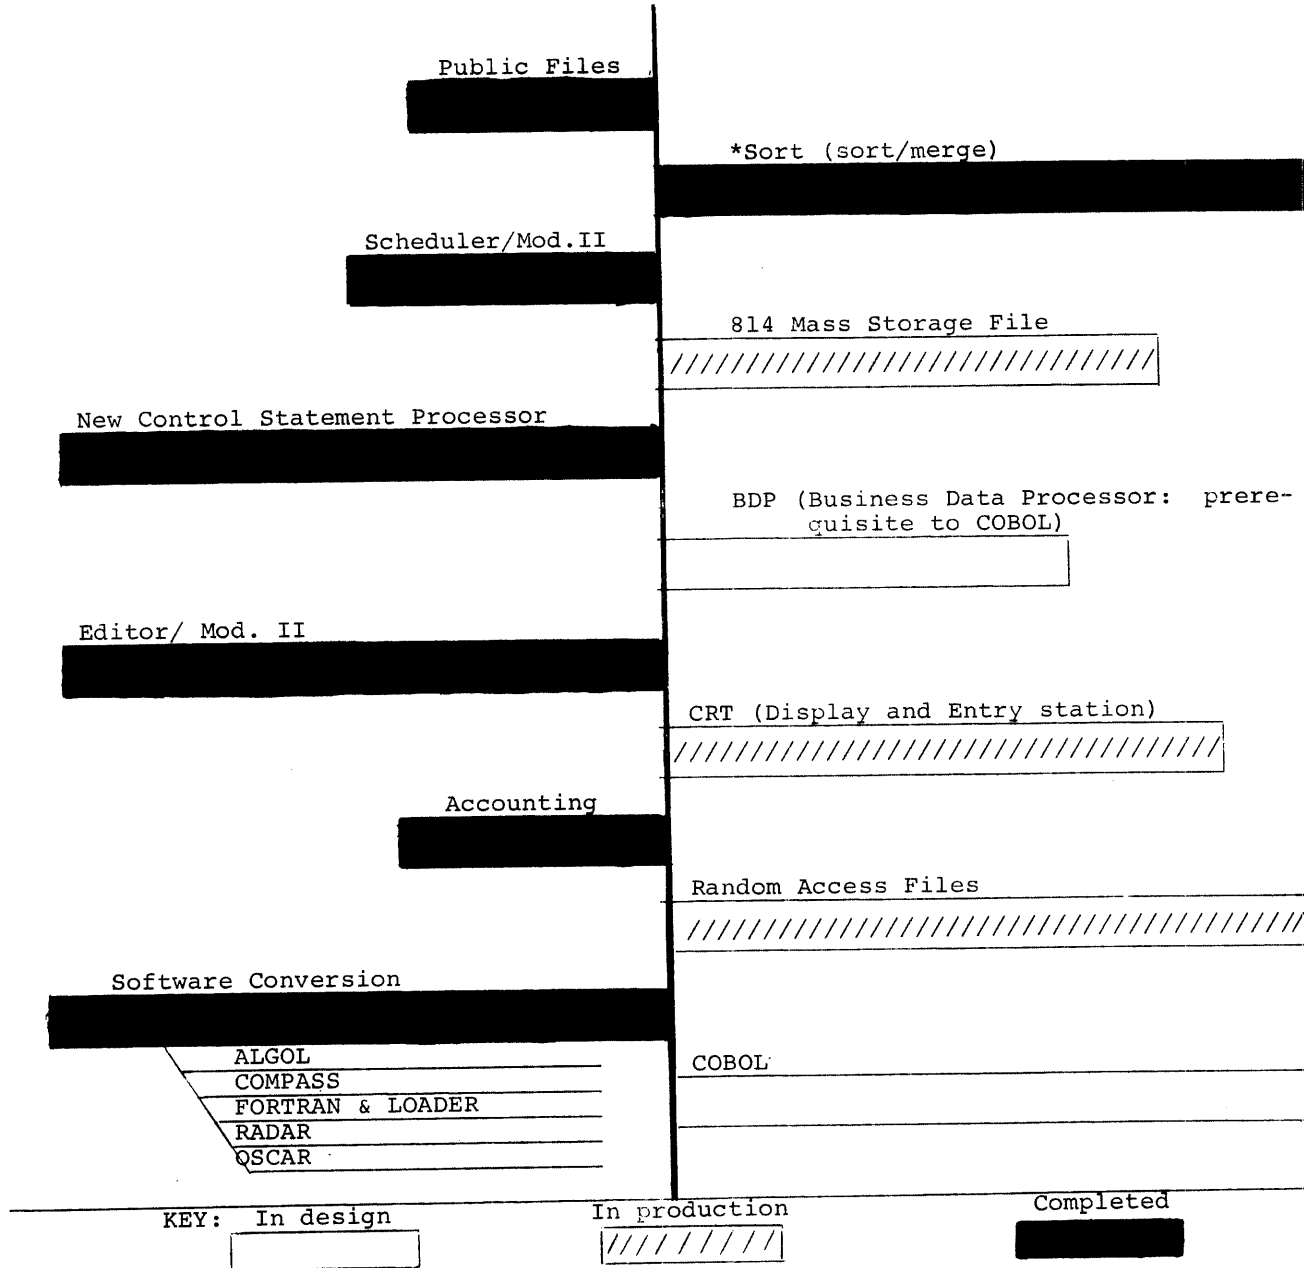 Public Files
*Sort (sort/merge)
Scheduler/Mod.II
814 Mass Storage File
New Control Statement Processor
BDP (Business Data Processor: prere-
quisite to COBOL)
Editor/ Mod. II
CRT (Display and Entry station)
Accounting
Random Access Files
Software Conversion
ALGOL
COMPASS
FORTRAN & LOADER
RADAR
OSCAR
COBOL
KEY: In design
In production
Completed